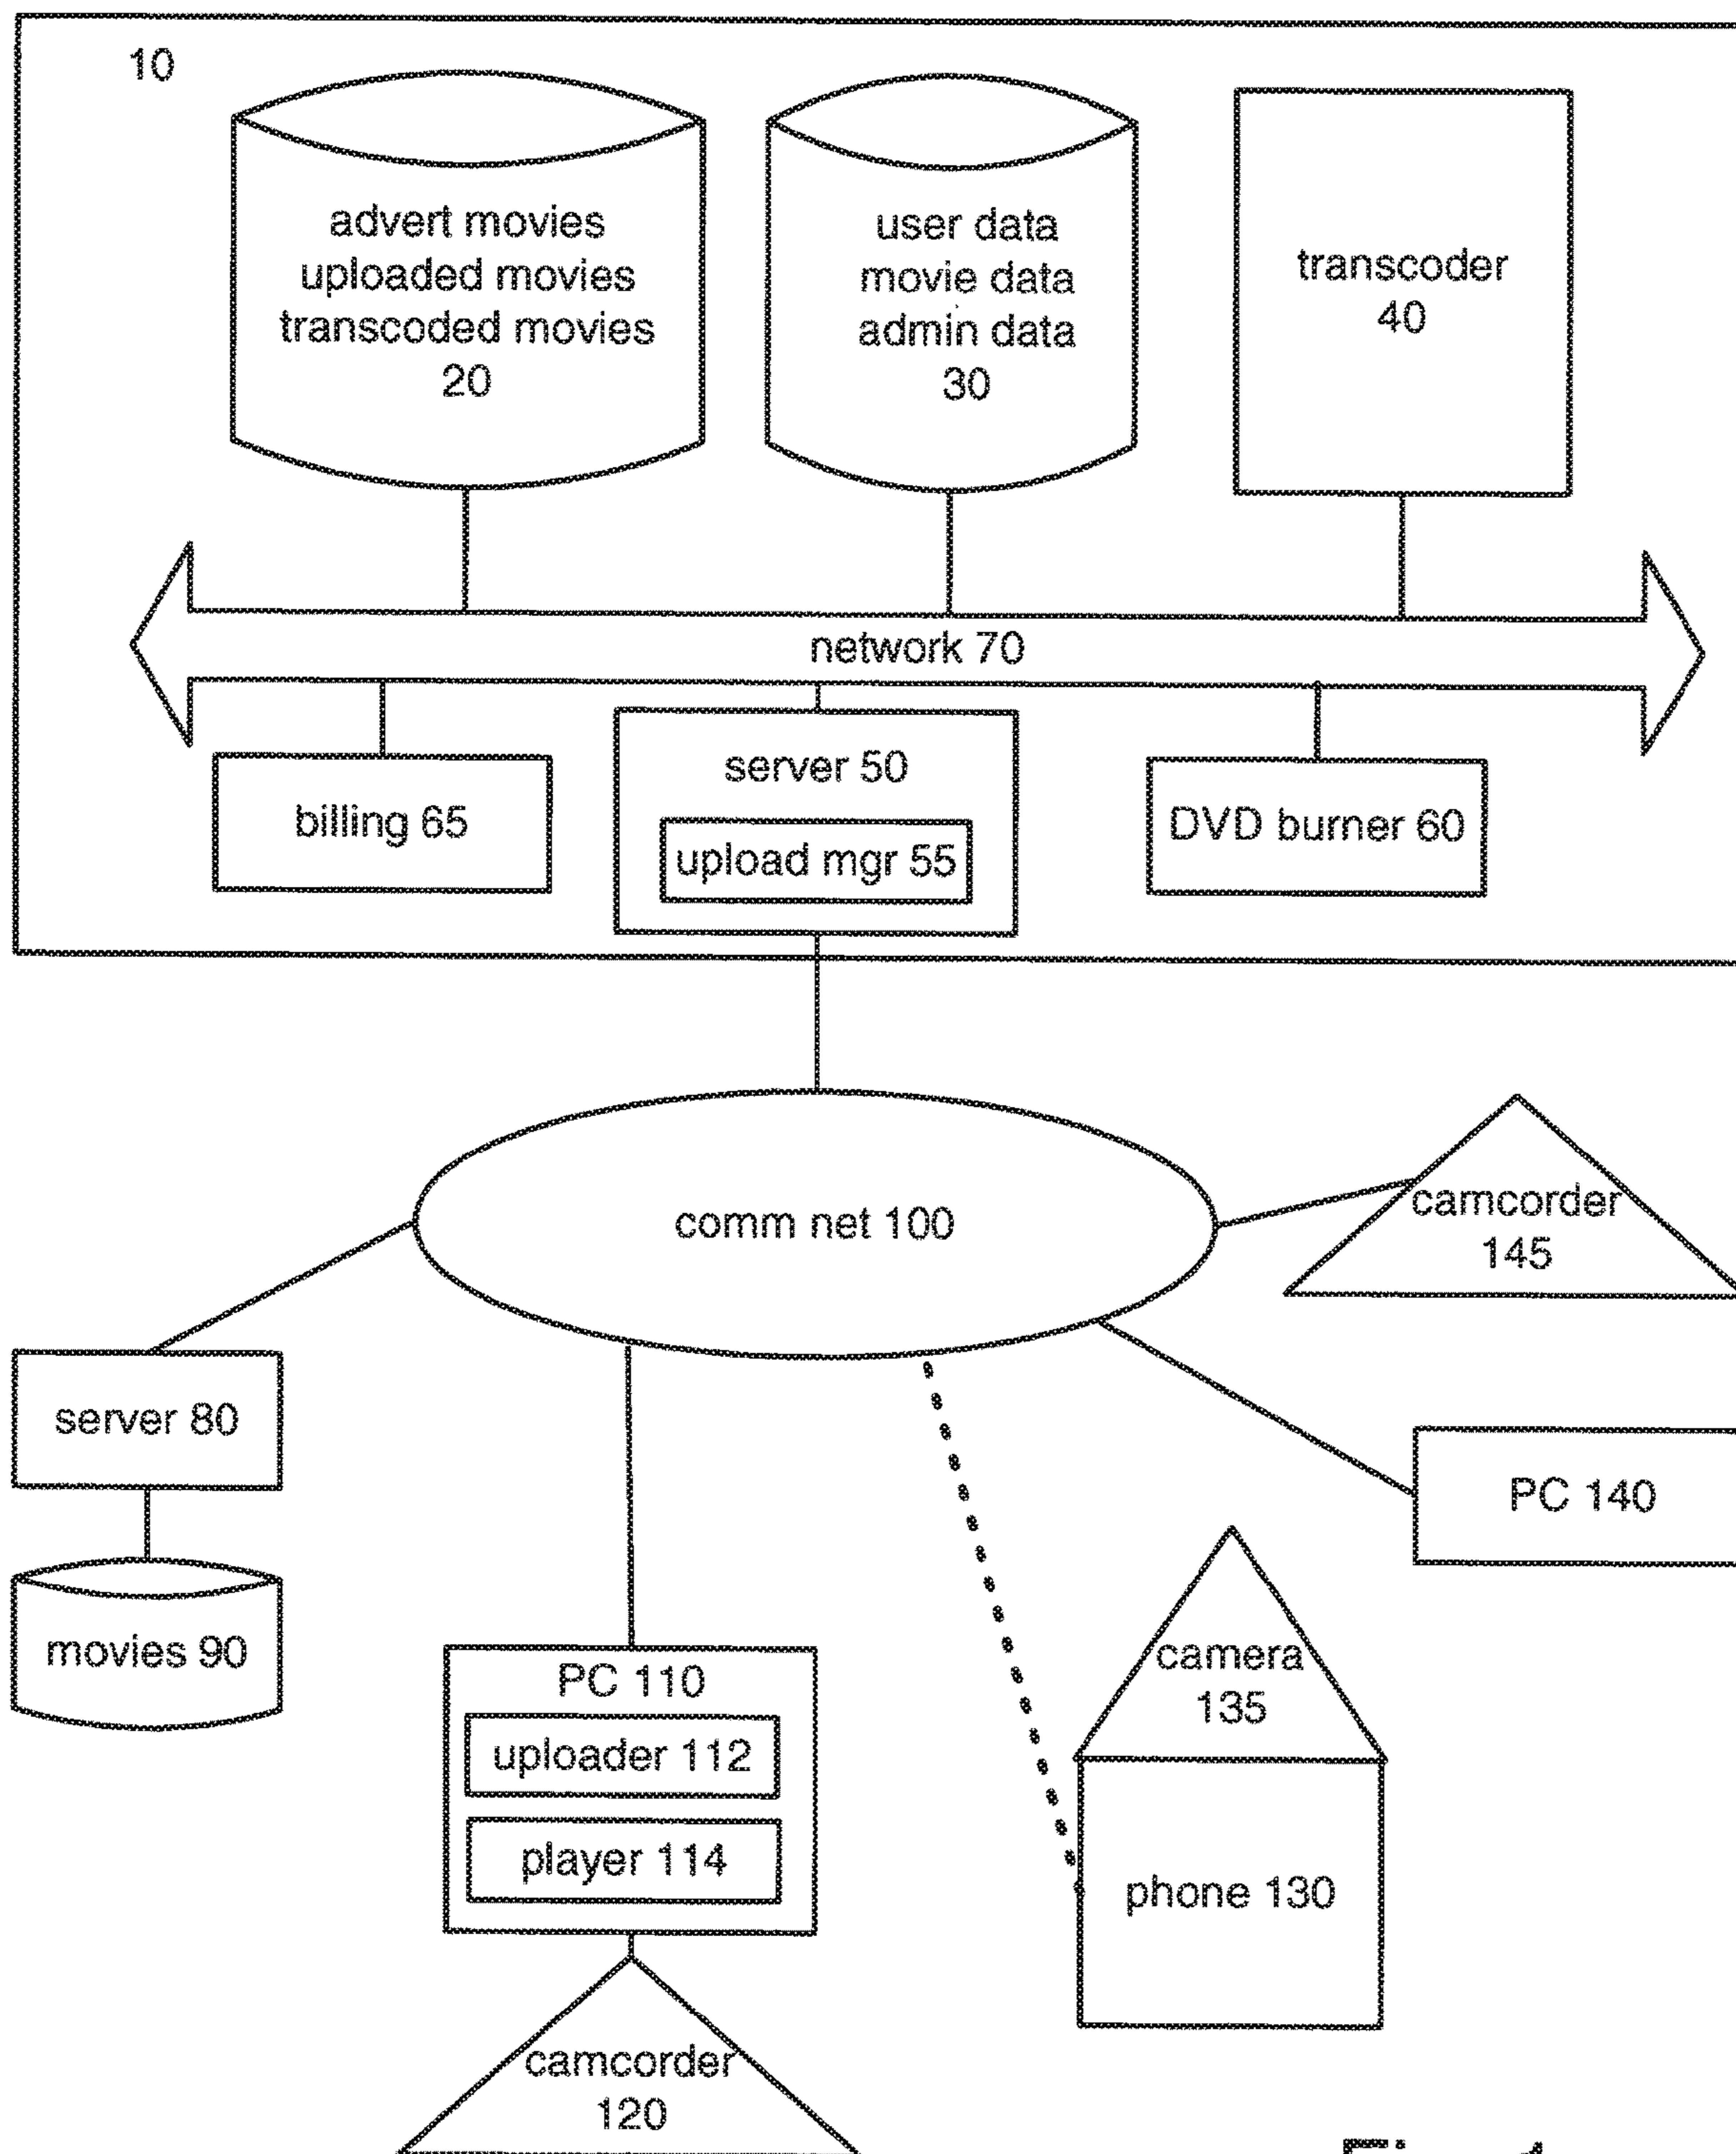 10
advert movies
uploaded movies
transcoded movies
20
user data
movie data
admin data
30
transcoder
40
network 70
billing 65
server 50
upload mgr 55
DVD burner 60
comm net 100
camcorder
145
server 80
PC 140
movies 90
camera
135
PC 110
uploader 112
player 114
phone 130
camcorder
120